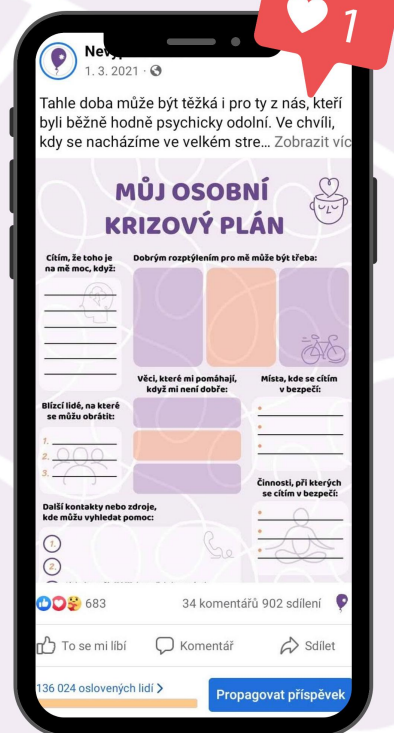 1
1. 3. 2021
Tahle doba může být těžká i pro ty z nás, kteří
byli běžně hodně psychicky odolní. Ve chvíli,
kdy se nacházíme ve velkém stre... Zobrazit víc
MŮJ OSOBNÍ
KRIZOVÝ PLÁN
Cítím, že toho je
na mě moc, když:
Dobrým rozptýlením pro mě může být třeba:
Věci, které mi pomáhají,
když mi není dobře:
Místa, kde se cítím
v bezpečí:
Blízcí lidé, na které
se můžu obrátit:
1.
2.
3.
Činnosti, při kterých
se cítím v bezpečí:
Další kontakty nebo zdroje,
kde můžu vyhledat pomoc:
1
2
683
34 komentářů 902 sdílení
To se mi líbí
Komentář
Sdílet
136 024 oslovených lidí
Propagovat příspěvek